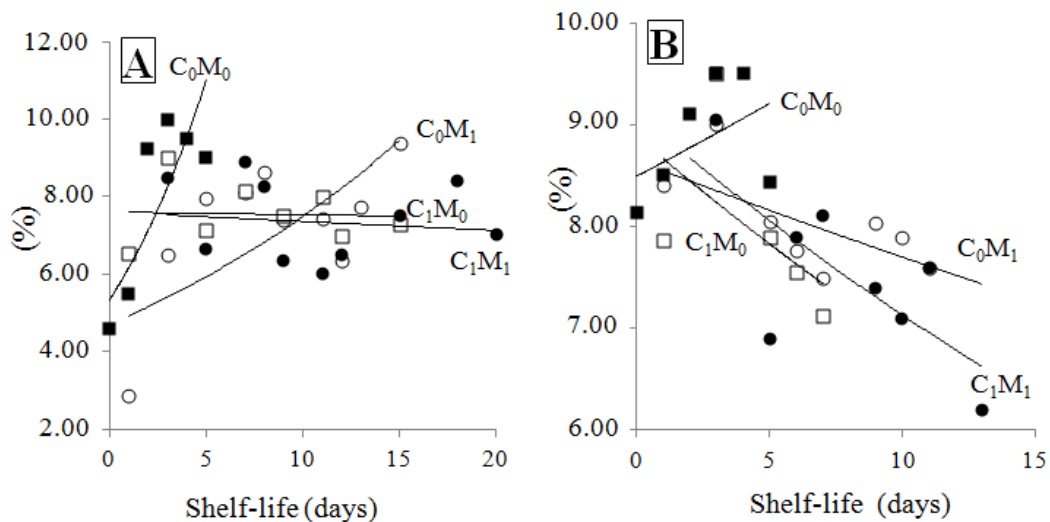 A
12.00
10.00
8.00
6.00
4.00
2.00
(%)
0 5 10 15 20
Shelf-life (days)
C₀M₀
C₀M₁
C₁M₀
C₁M₁
B
10.00
9.00
8.00
7.00
6.00
(%)
0 5 10 15
Shelf-life (days)
C₀M₀
C₁M₀
C₀M₁
C₁M₁